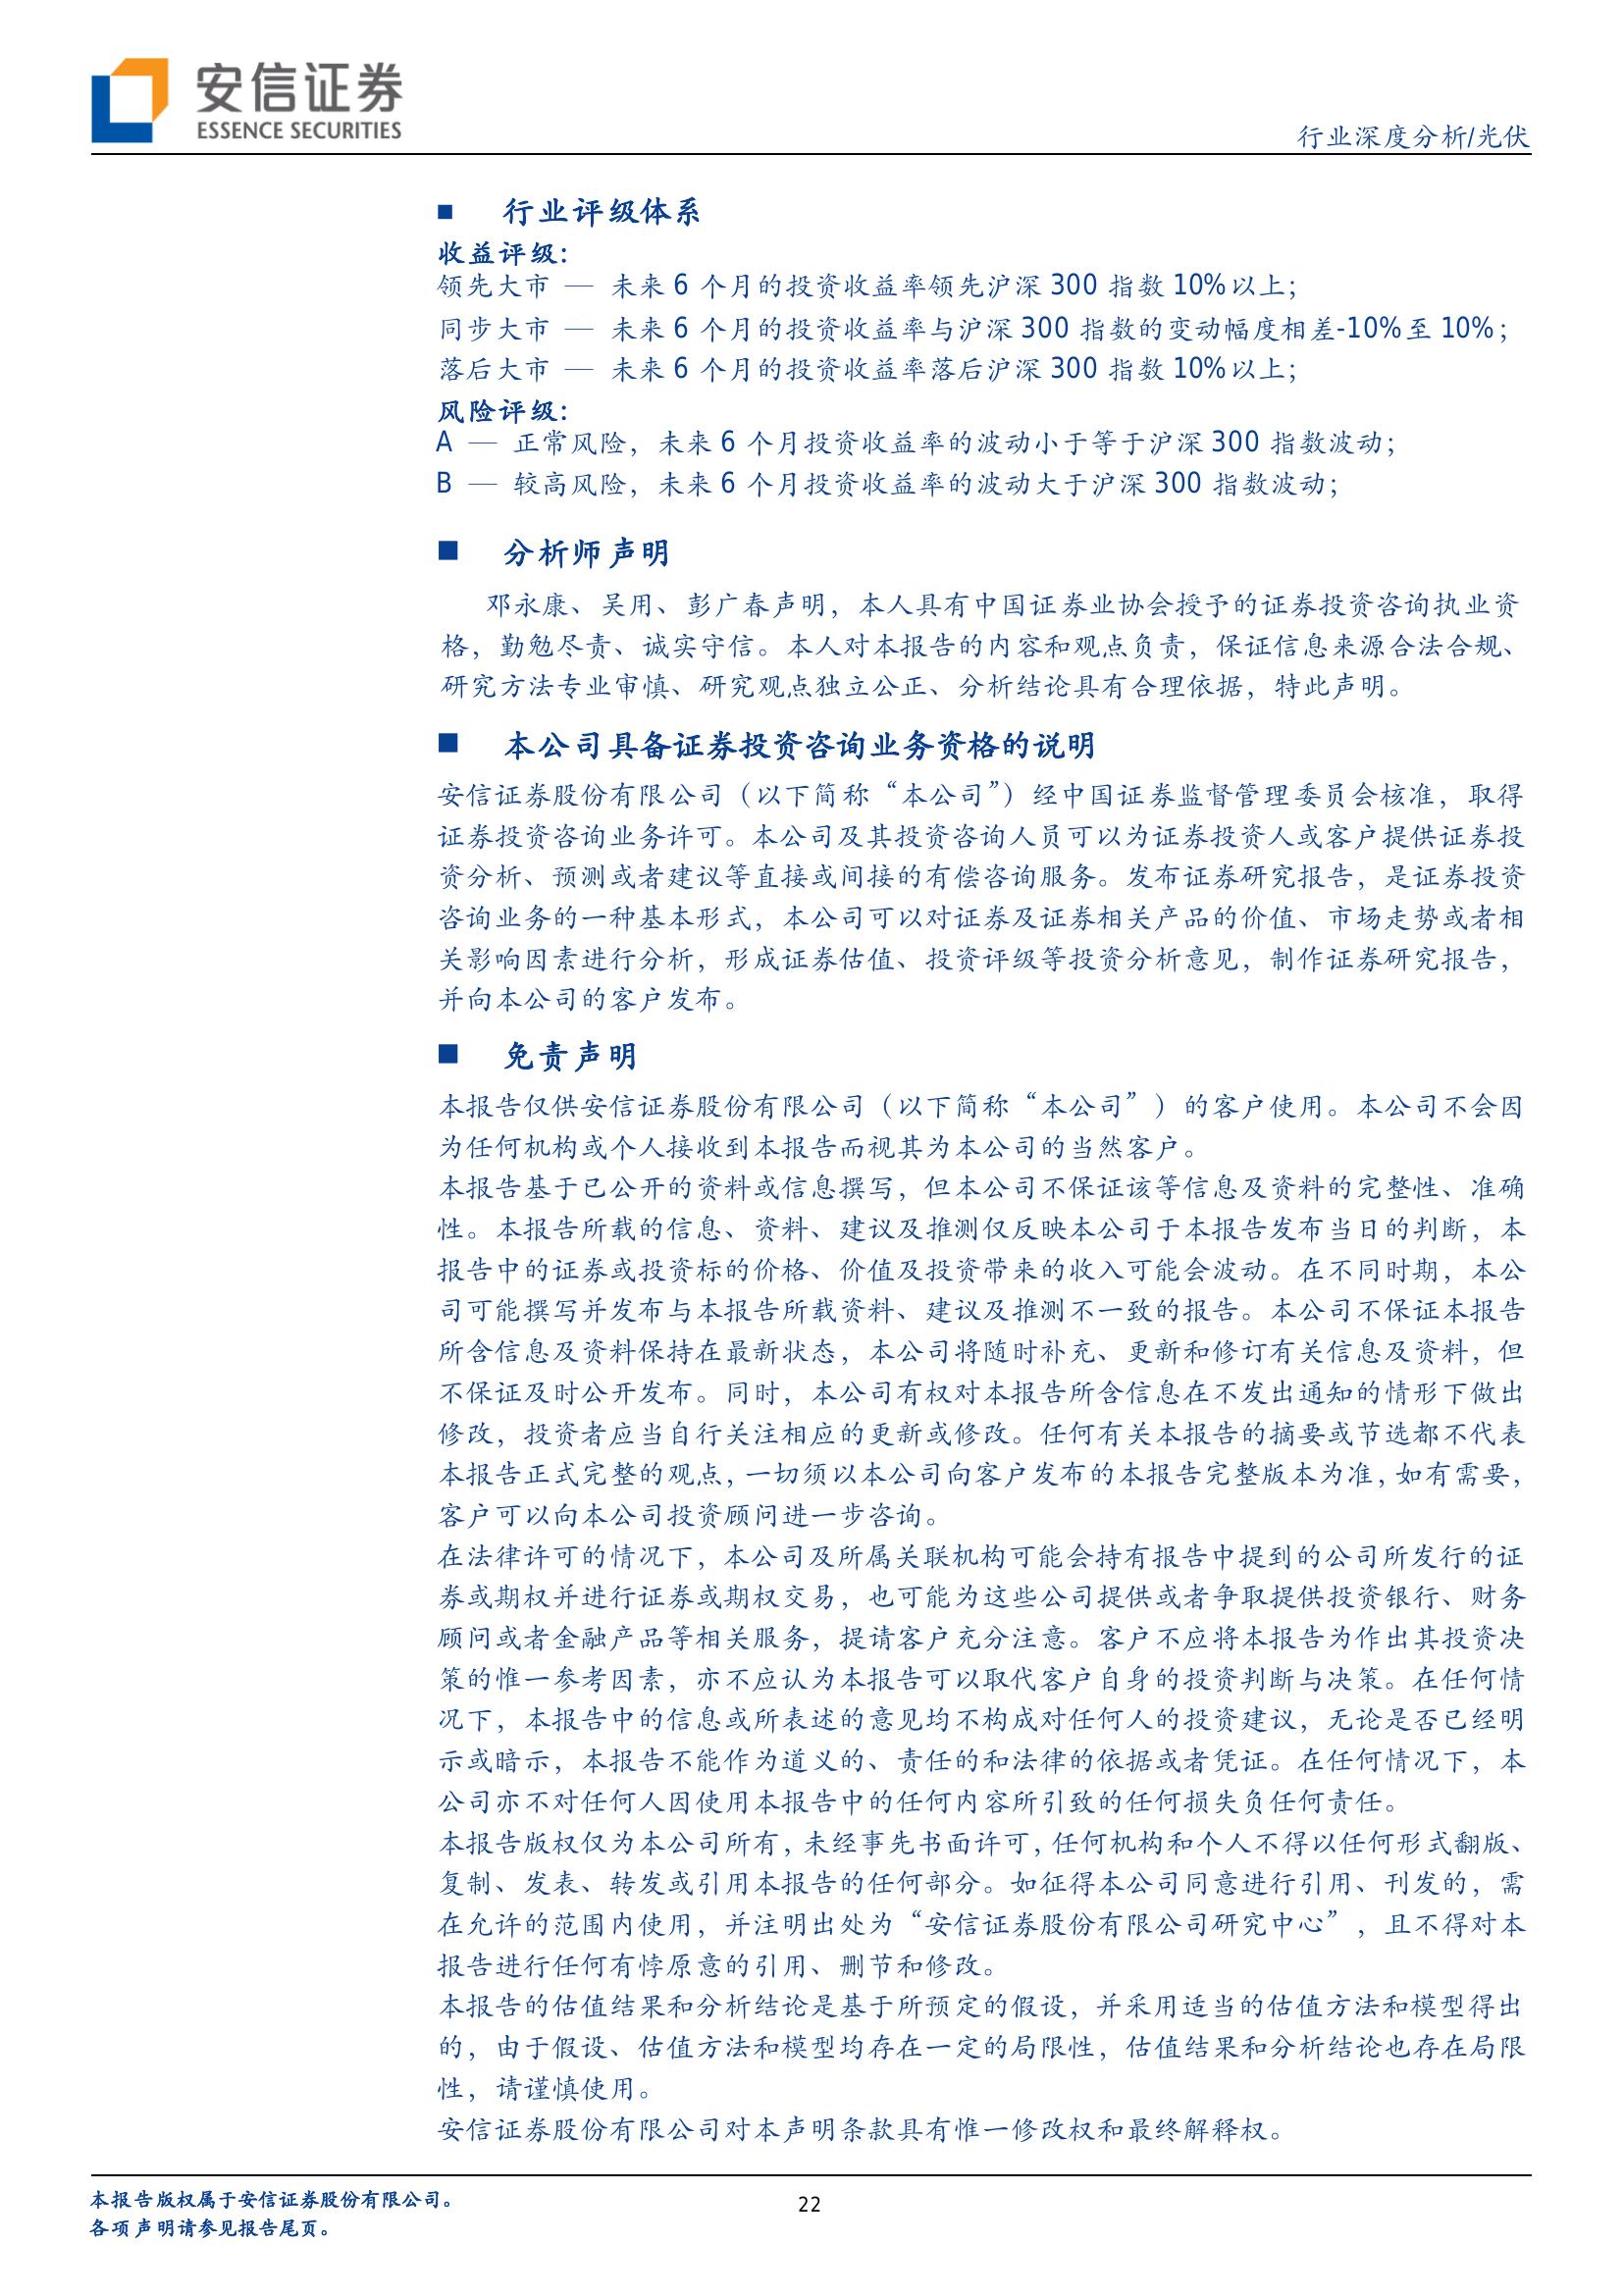 安信证券
ESSENCE SECURITIES
行业深度分析/光伏
■ 行业评级体系
收益评级：
领先大市 — 未来 6 个月的投资收益率领先沪深 300 指数 10%以上；
同步大市 — 未来 6 个月的投资收益率与沪深 300 指数的变动幅度相差-10%至 10%；
落后大市 — 未来 6 个月的投资收益率落后沪深 300 指数 10%以上；
风险评级：
A — 正常风险，未来 6 个月投资收益率的波动小于等于沪深 300 指数波动；
B — 较高风险，未来 6 个月投资收益率的波动大于沪深 300 指数波动；
■ 分析师声明
邓永康、吴用、彭广春声明，本人具有中国证券业协会授予的证券投资咨询执业资
格，勤勉尽责、诚实守信。本人对本报告的内容和观点负责，保证信息来源合法合规、
研究方法专业审慎、研究观点独立公正、分析结论具有合理依据，特此声明。
■ 本公司具备证券投资咨询业务资格的说明
安信证券股份有限公司（以下简称“本公司”）经中国证券监督管理委员会核准，取得
证券投资咨询业务许可。本公司及其投资咨询人员可以为证券投资人或客户提供证券投
资分析、预测或者建议等直接或间接的有偿咨询服务。发布证券研究报告，是证券投资
咨询业务的一种基本形式，本公司可以对证券及证券相关产品的价值、市场走势或者相
关影响因素进行分析，形成证券估值、投资评级等投资分析意见，制作证券研究报告，
并向本公司的客户发布。
■ 免责声明
本报告仅供安信证券股份有限公司（以下简称“本公司”）的客户使用。本公司不会因
为任何机构或个人接收到本报告而视其为本公司的当然客户。
本报告基于已公开的资料或信息撰写，但本公司不保证该等信息及资料的完整性、准确
性。本报告所载的信息、资料、建议及推测仅反映本公司于本报告发布当日的判断，本
报告中的证券或投资标的价格、价值及投资带来的收入可能会波动。在不同时期，本公
司可能撰写并发布与本报告所载资料、建议及推测不一致的报告。本公司不保证本报告
所含信息及资料保持在最新状态，本公司将随时补充、更新和修订有关信息及资料，但
不保证及时公开发布。同时，本公司有权对本报告所含信息在不发出通知的情形下做出
修改，投资者应当自行关注相应的更新或修改。任何有关本报告的摘要或节选都不代表
本报告正式完整的观点，一切须以本公司向客户发布的本报告完整版本为准，如有需要，
客户可以向本公司投资顾问进一步咨询。
在法律许可的情况下，本公司及所属关联机构可能会持有报告中提到的公司所发行的证
券或期权并进行证券或期权交易，也可能为这些公司提供或者争取提供投资银行、财务
顾问或者金融产品等相关服务，提请客户充分注意。客户不应将本报告为作出其投资决
策的惟一参考因素，亦不应认为本报告可以取代客户自身的投资判断与决策。在任何情
况下，本报告中的信息或所表述的意见均不构成对任何人的投资建议，无论是否已经明
示或暗示，本报告不能作为道义的、责任的和法律的依据或者凭证。在任何情况下，本
公司亦不对任何人因使用本报告中的任何内容所引致的任何损失负任何责任。
本报告版权仅为本公司所有，未经事先书面许可，任何机构和个人不得以任何形式翻版、
复制、发表、转发或引用本报告的任何部分。如征得本公司同意进行引用、刊发的，需
在允许的范围内使用，并注明出处为“安信证券股份有限公司研究中心”，且不得对本
报告进行任何有悖原意的引用、删节和修改。
本报告的估值结果和分析结论是基于所预定的假设，并采用适当的估值方法和模型得出
的，由于假设、估值方法和模型均存在一定的局限性，估值结果和分析结论也存在局限
性，请谨慎使用。
安信证券股份有限公司对本声明条款具有惟一修改权和最终解释权。
本报告版权属于安信证券股份有限公司。
各项声明请参见报告尾页。
22